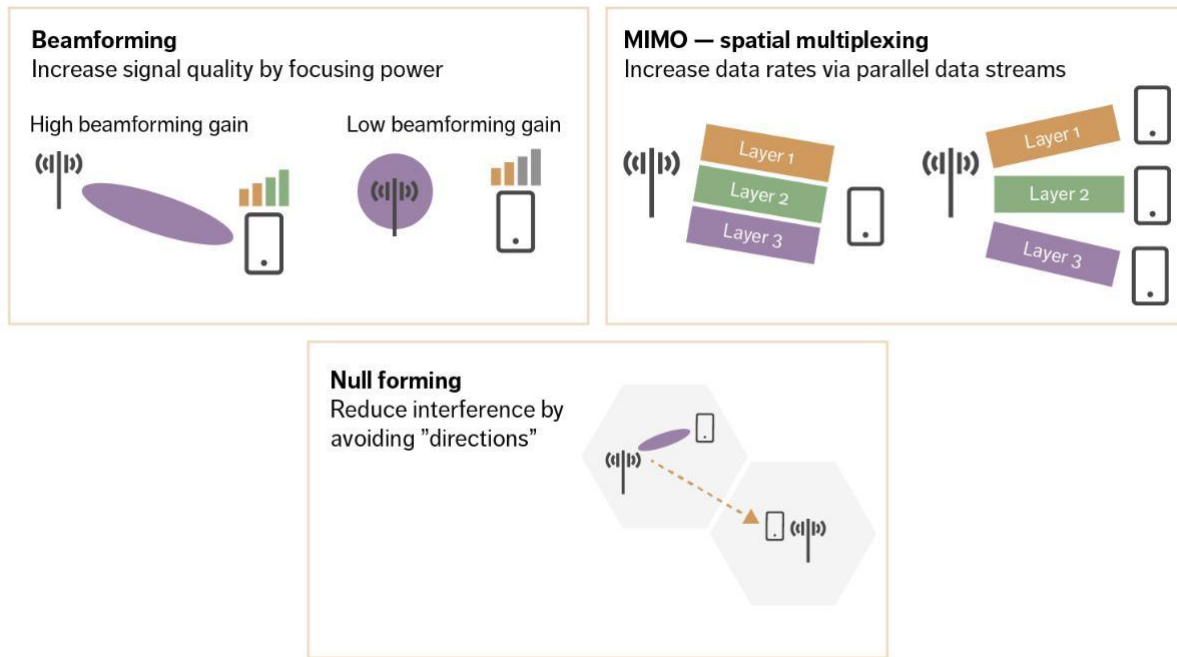 Beamforming
Increase signal quality by focusing power
High beamforming gain
Low beamforming gain
MIMO — spatial multiplexing
Increase data rates via parallel data streams
Layer 1
Layer 2
Layer 3
Layer 1
Layer 2
Layer 3
Null forming
Reduce interference by
avoiding ”directions”